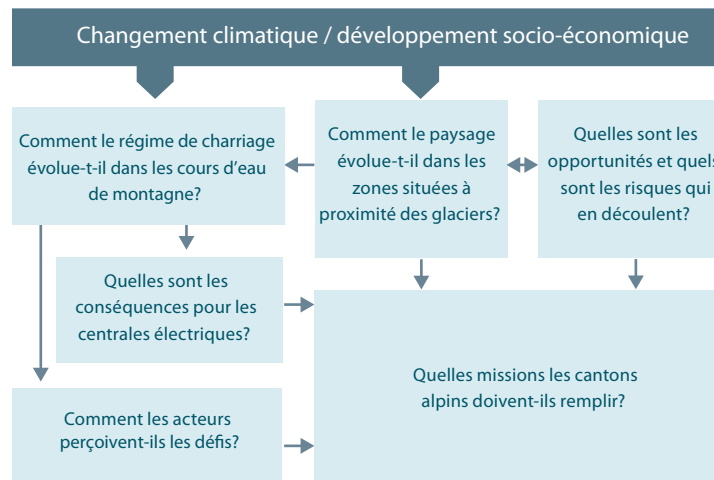 Changement climatique / développement socio-économique
Comment le régime de charriage
évolue-t-il dans les cours d'eau
de montagne?
Comment le paysage
évolue-t-il dans les
zones situées à
proximité des glaciers?
Quelles sont les
opportunités et quels
sont les risques qui
en découlent?
Quelles sont les
conséquences pour les
centrales électriques?
Quelles missions les cantons
alpins doivent-ils remplir?
Comment les acteurs
perçoivent-ils les défis?